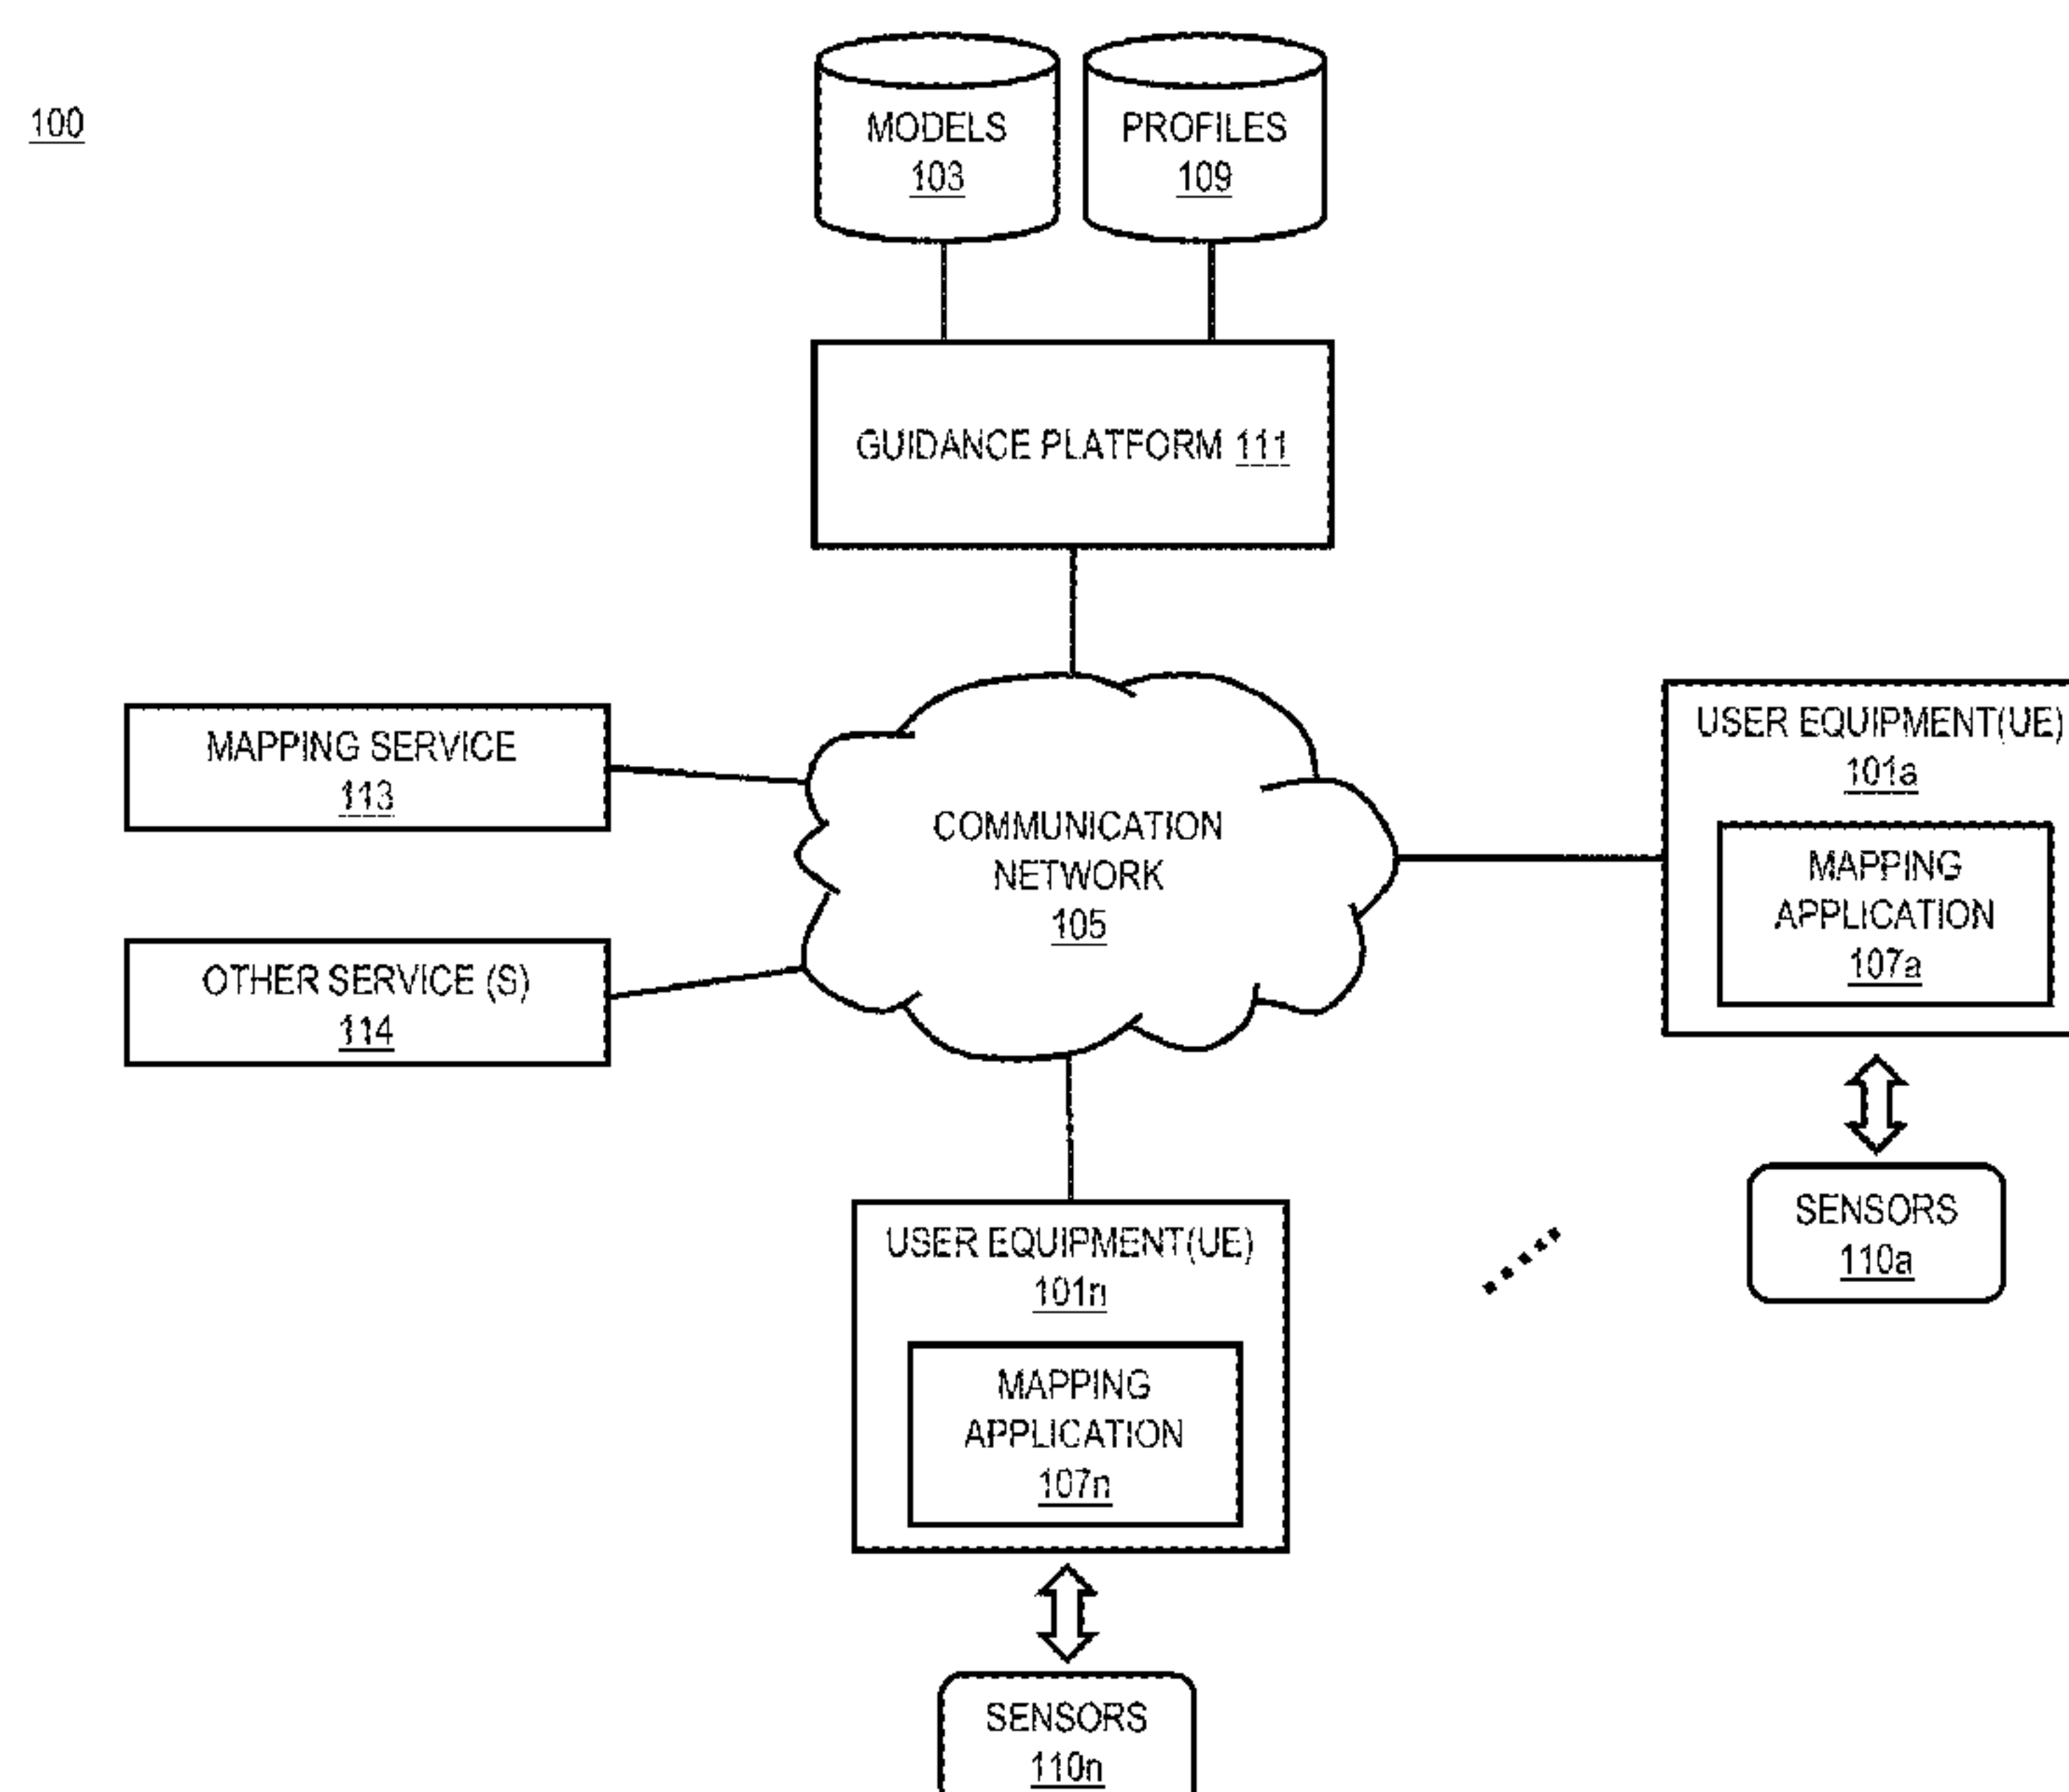 100
MODELS
103
PROFILES
109
GUIDANCE PLATFORM 111
MAPPING SERVICE
113
OTHER SERVICE (S)
114
COMMUNICATION
NETWORK
105
USER EQUIPMENT(UE)
101a
MAPPING
APPLICATION
107a
SENSORS
110a
USER EQUIPMENT(UE)
101n
MAPPING
APPLICATION
107n
SENSORS
110n